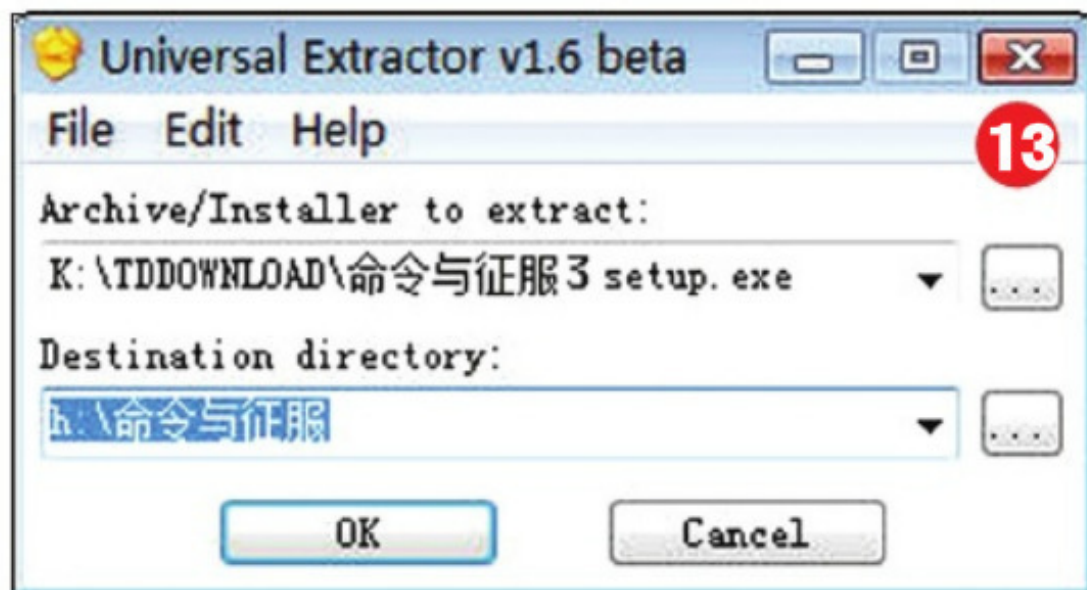 Universal Extractor v1.6 beta
File Edit Help
13
Archive/Installer to extract:
K:\TDDOWNLOAD\命令与征服3 setup.exe
...
Destination directory:
h:\命令与征服
...
OK Cancel